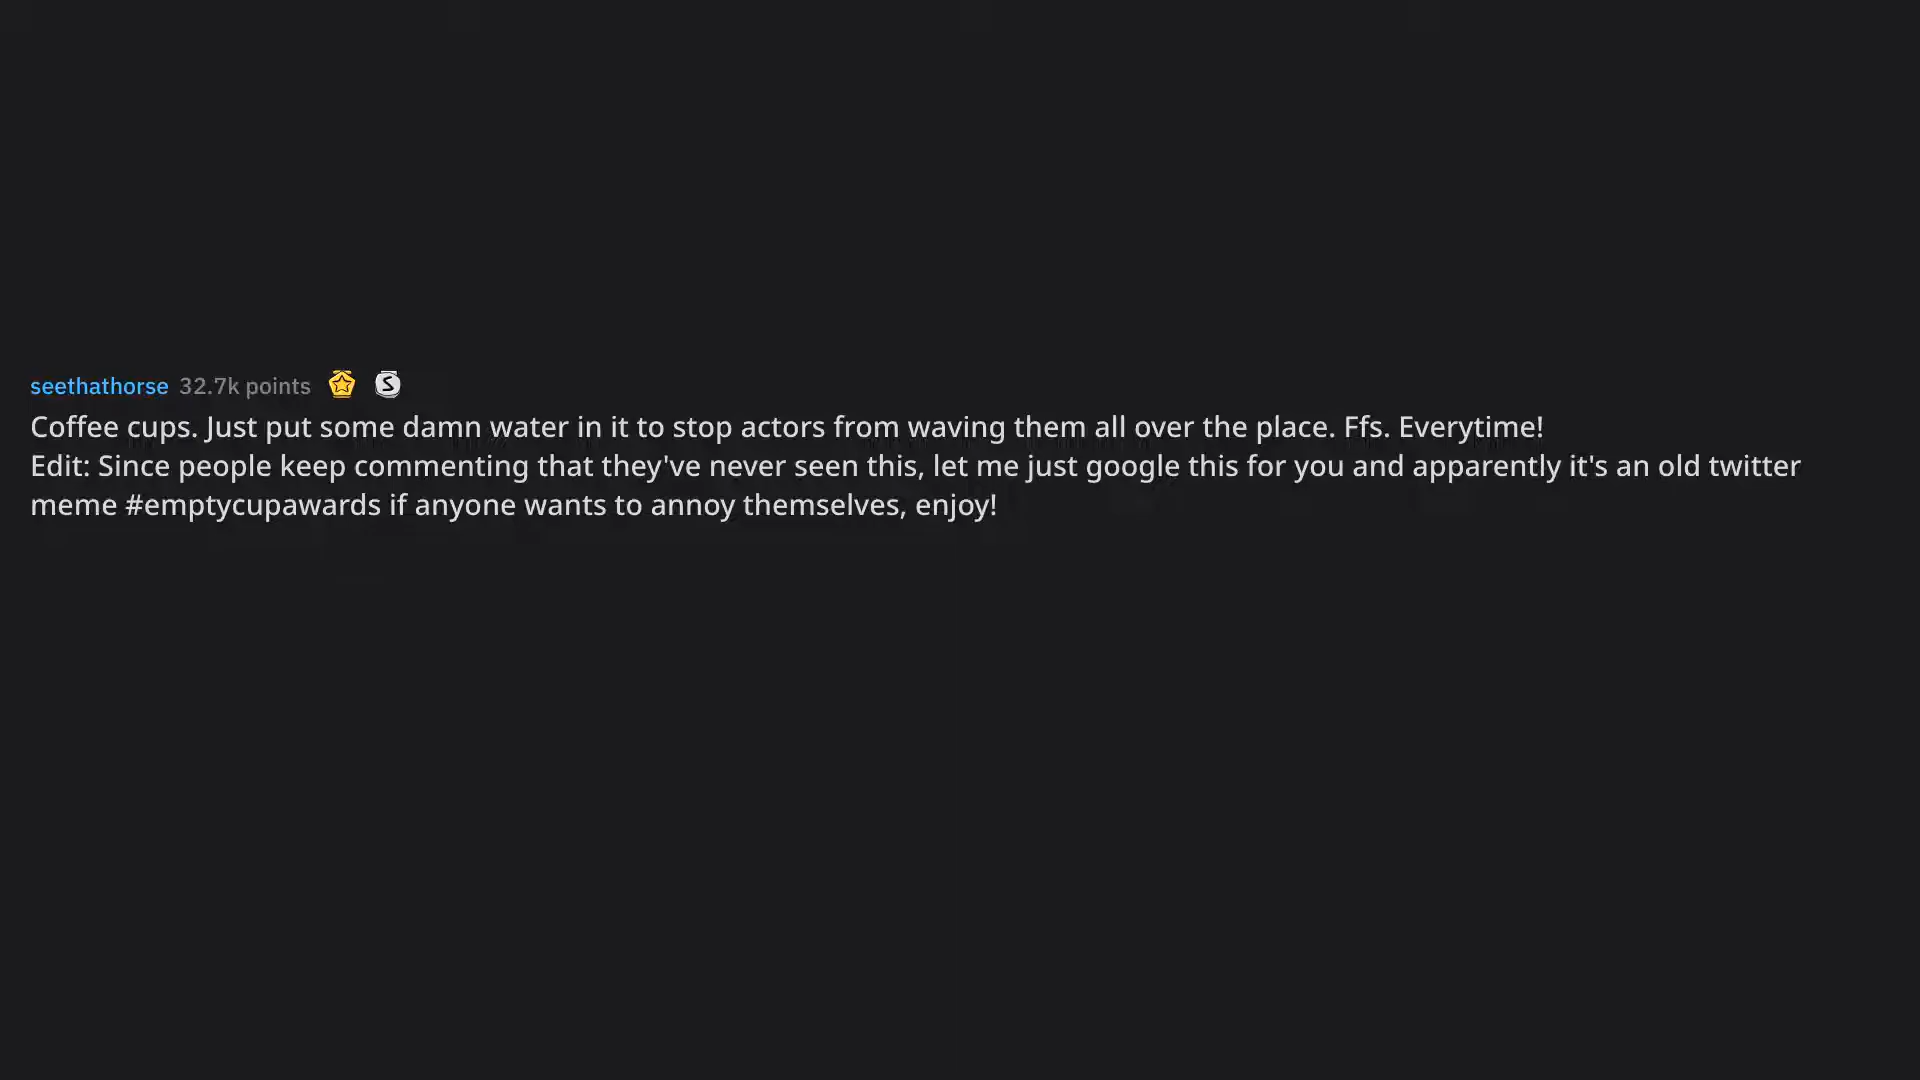 seethathorse 32.7k points S
Coffee cups. Just put some damn water in it to stop actors from waving them all over the place. Ffs. Everytime!
Edit: Since people keep commenting that they've never seen this, let me just google this for you and apparently it's an old twitter
meme #emptycupawards if anyone wants to annoy themselves, enjoy!